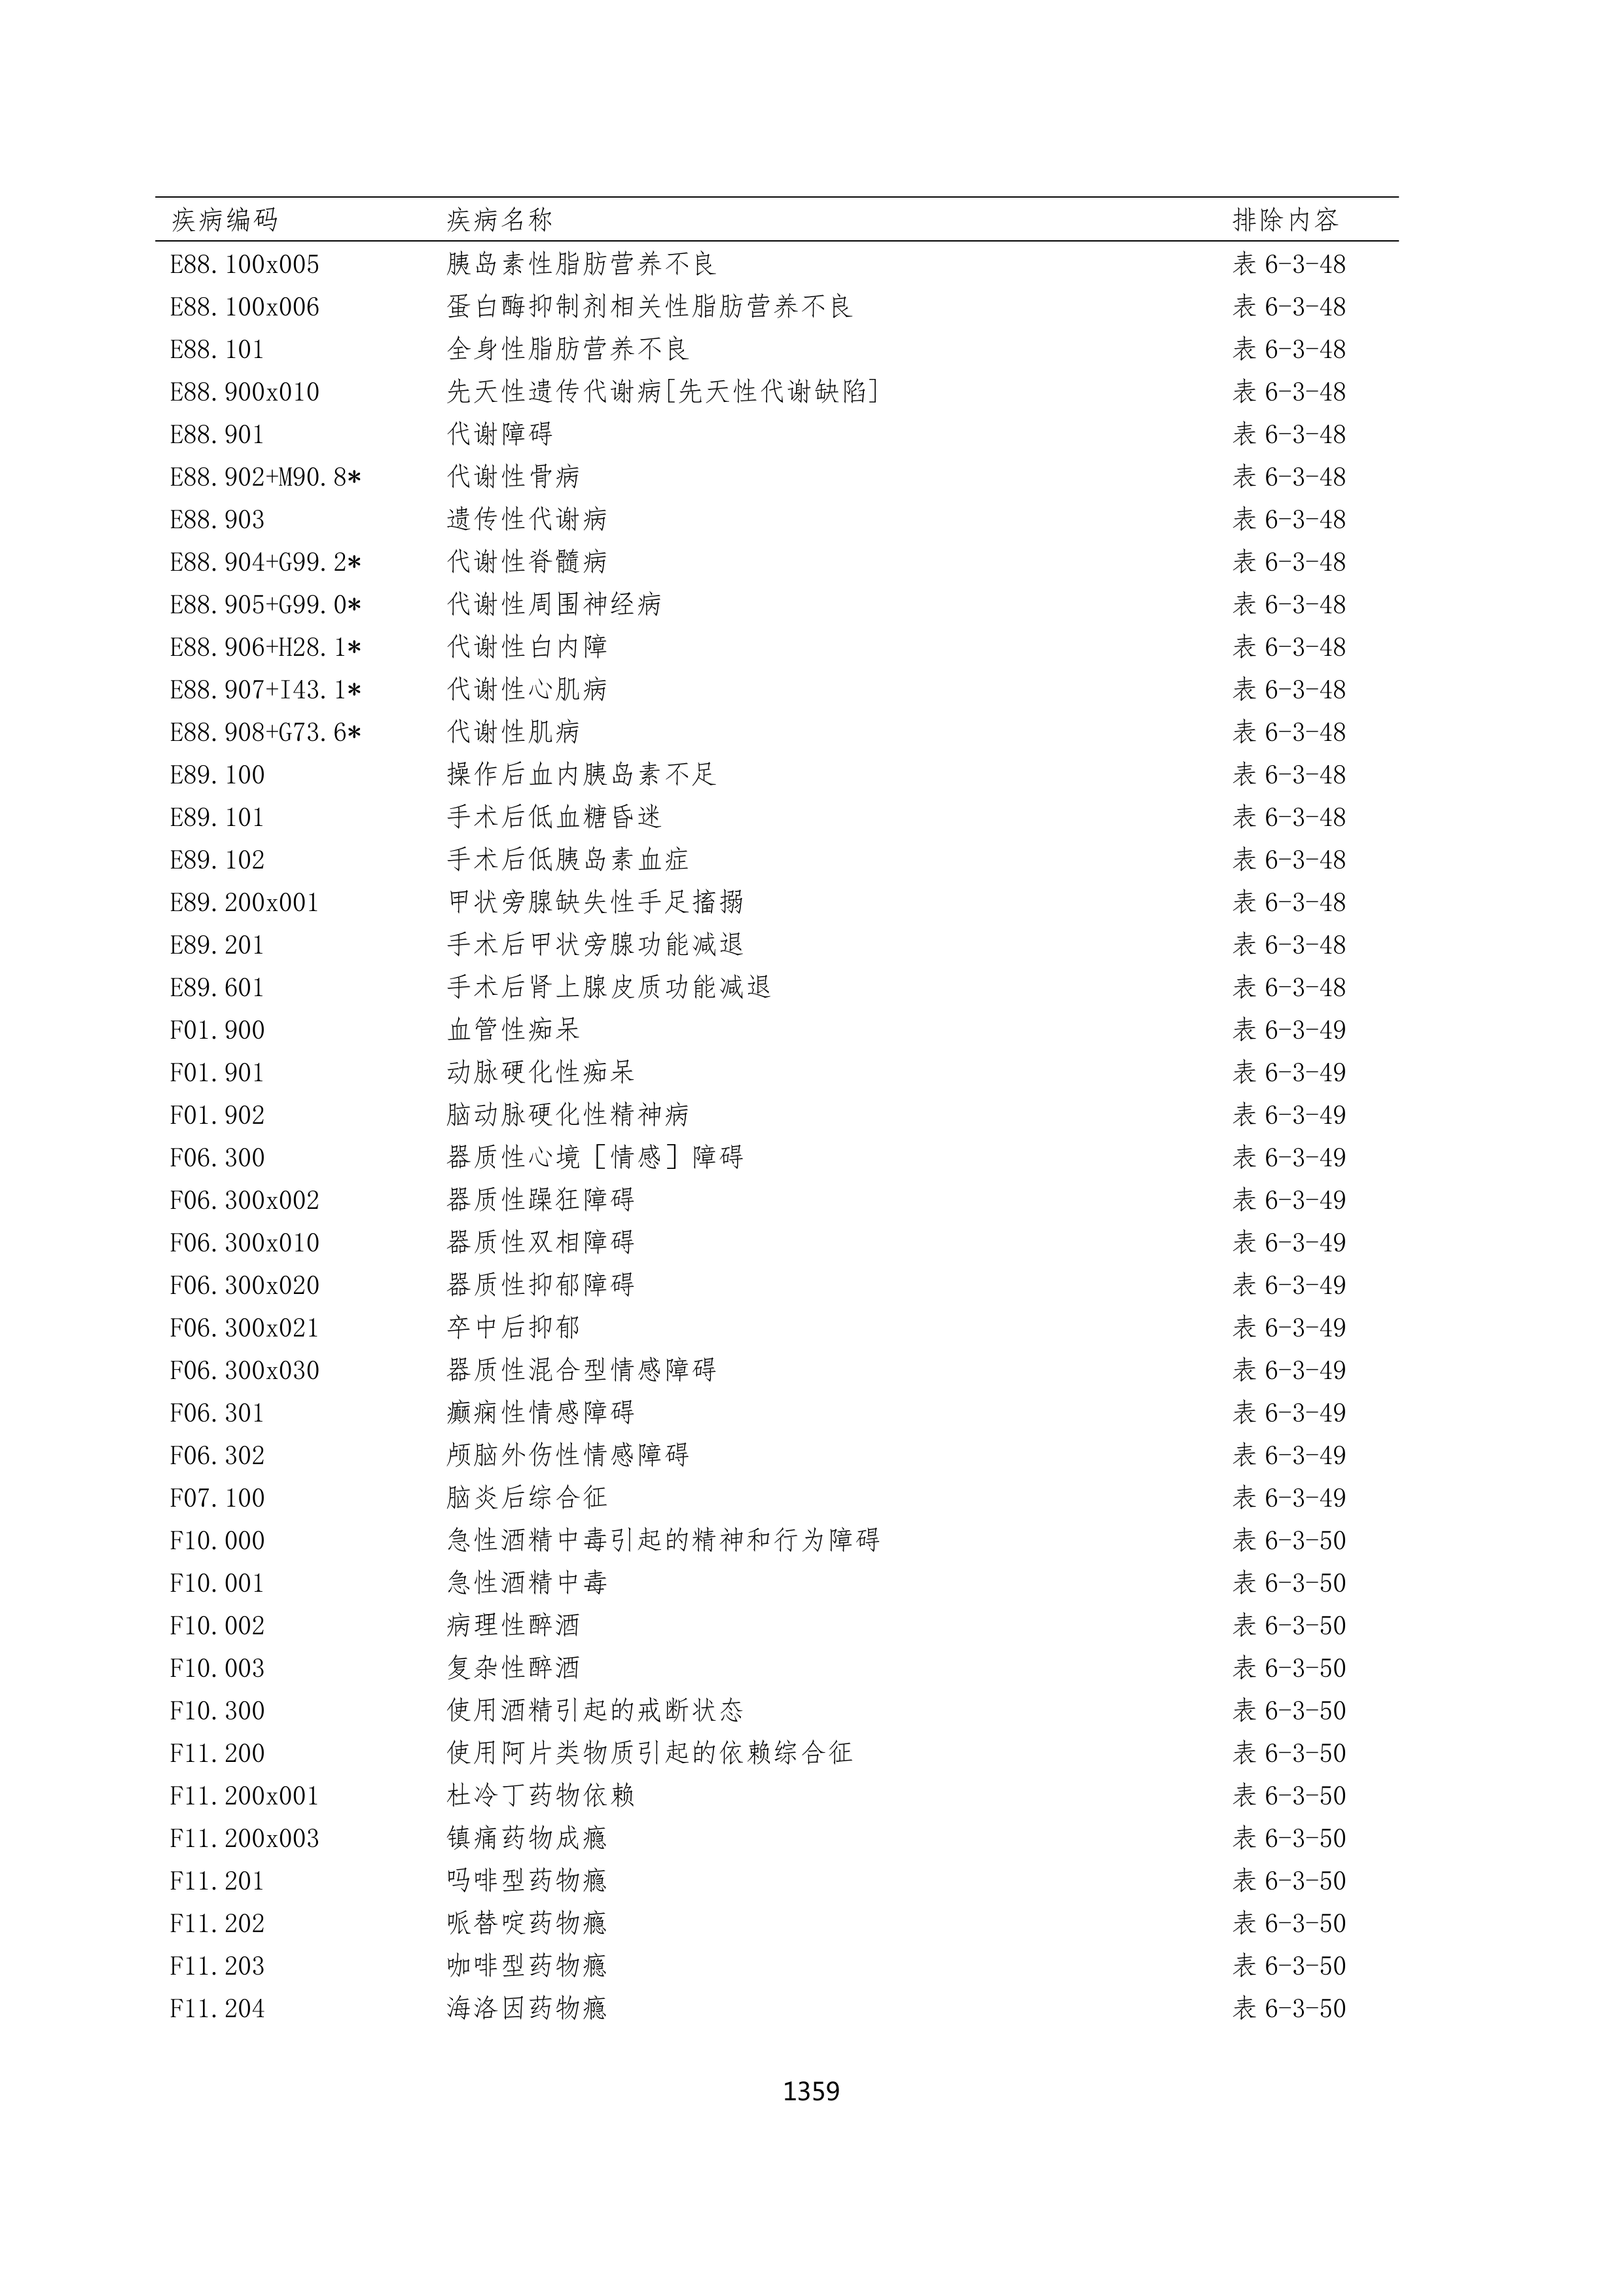 疾病编码 疾病名称 排除内容
E88.100x005 胰岛素性脂肪营养不良 表 6-3-48
E88.100x006 蛋白酶抑制剂相关性脂肪营养不良 表 6-3-48
E88.101 全身性脂肪营养不良 表 6-3-48
E88.900x010 先天性遗传代谢病[先天性代谢缺陷] 表 6-3-48
E88.901 代谢障碍 表 6-3-48
E88.902+M90.8* 代谢性骨病 表 6-3-48
E88.903 遗传性代谢病 表 6-3-48
E88.904+G99.2* 代谢性脊髓病 表 6-3-48
E88.905+G99.0* 代谢性周围神经病 表 6-3-48
E88.906+H28.1* 代谢性白内障 表 6-3-48
E88.907+I43.1* 代谢性心肌病 表 6-3-48
E88.908+G73.6* 代谢性肌病 表 6-3-48
E89.100 操作后血内胰岛素不足 表 6-3-48
E89.101 手术后低血糖昏迷 表 6-3-48
E89.102 手术后低胰岛素血症 表 6-3-48
E89.200x001 甲状旁腺缺失性手足搐搦 表 6-3-48
E89.201 手术后甲状旁腺功能减退 表 6-3-48
E89.601 手术后肾上腺皮质功能减退 表 6-3-48
F01.900 血管性痴呆 表 6-3-49
F01.901 动脉硬化性痴呆 表 6-3-49
F01.902 脑动脉硬化性精神病 表 6-3-49
F06.300 器质性心境［情感］障碍 表 6-3-49
F06.300x002 器质性躁狂障碍 表 6-3-49
F06.300x010 器质性双相障碍 表 6-3-49
F06.300x020 器质性抑郁障碍 表 6-3-49
F06.300x021 卒中后抑郁 表 6-3-49
F06.300x030 器质性混合型情感障碍 表 6-3-49
F06.301 癫痫性情感障碍 表 6-3-49
F06.302 颅脑外伤性情感障碍 表 6-3-49
F07.100 脑炎后综合征 表 6-3-49
F10.000 急性酒精中毒引起的精神和行为障碍 表 6-3-50
F10.001 急性酒精中毒 表 6-3-50
F10.002 病理性醉酒 表 6-3-50
F10.003 复杂性醉酒 表 6-3-50
F10.300 使用酒精引起的戒断状态 表 6-3-50
F11.200 使用阿片类物质引起的依赖综合征 表 6-3-50
F11.200x001 杜冷丁药物依赖 表 6-3-50
F11.200x003 镇痛药物成瘾 表 6-3-50
F11.201 吗啡型药物瘾 表 6-3-50
F11.202 哌替啶药物瘾 表 6-3-50
F11.203 咖啡型药物瘾 表 6-3-50
F11.204 海洛因药物瘾 表 6-3-50
1359